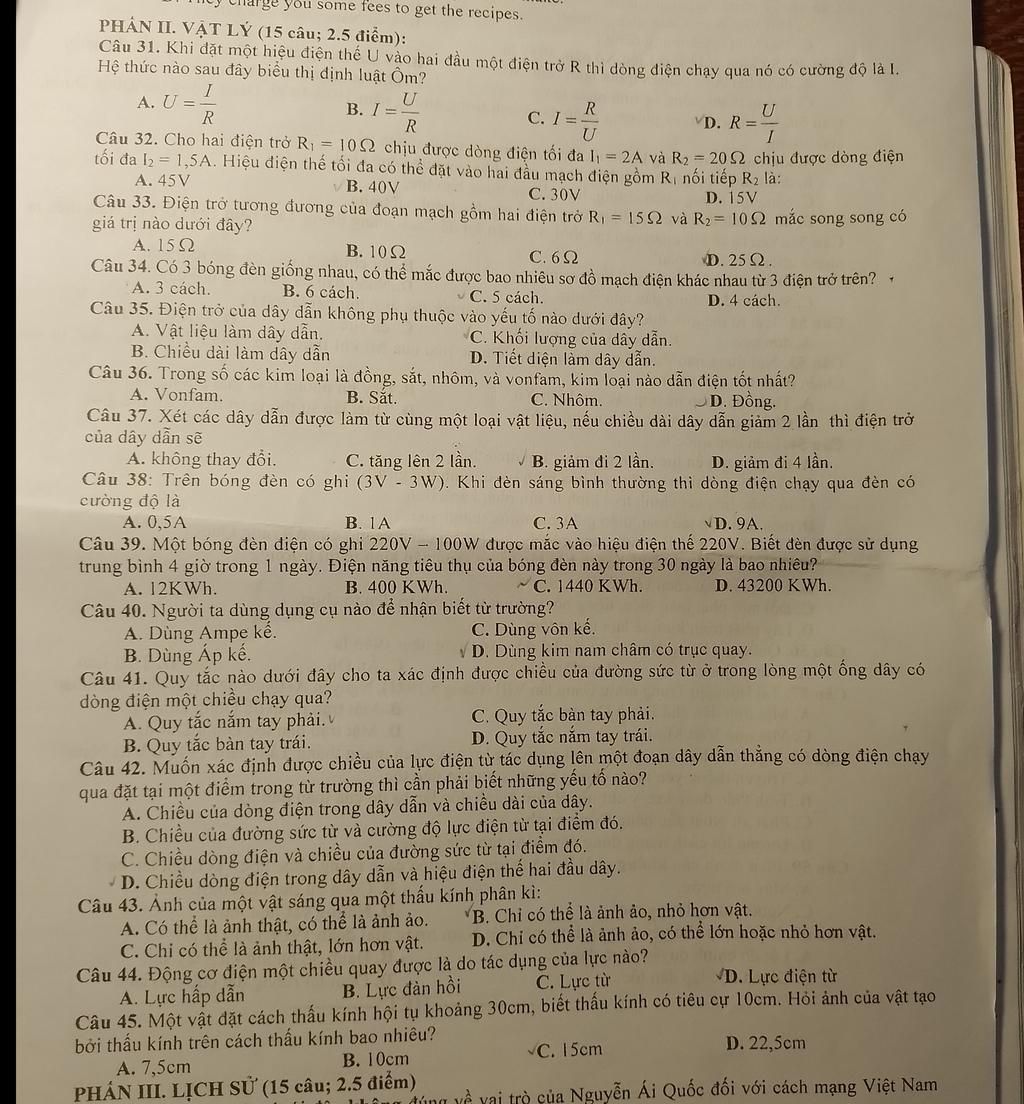 charge you some fees to get the recipes.
PHẦN II. VẬT LÝ (15 câu; 2.5 điểm):
Câu 31. Khi đặt một hiệu điện thế U vào hai đầu một điện trở R thì dòng điện chạy qua nó có cường độ là I.
Hệ thức nào sau đây biểu thị định luật Ôm?
A. U = I/R B. I = U/R C. I = R/U D. R = U/I
Câu 32. Cho hai điện trở R₁ = 10Ω chịu được dòng điện tối đa I₁ = 2A và R₂ = 20Ω chịu được dòng điện
tối đa I₂ = 1,5A. Hiệu điện thế tối đa có thể đặt vào hai đầu mạch điện gồm R₁ nối tiếp R₂ là:
A. 45V B. 40V C. 30V D. 15V
Câu 33. Điện trở tương đương của đoạn mạch gồm hai điện trở R₁ = 15Ω và R₂ = 10Ω mắc song song có
giá trị nào dưới đây?
A. 15Ω B. 10Ω C. 6Ω D. 25Ω.
Câu 34. Có 3 bóng đèn giống nhau, có thể mắc được bao nhiêu sơ đồ mạch điện khác nhau từ 3 điện trở trên?
A. 3 cách. B. 6 cách. C. 5 cách. D. 4 cách.
Câu 35. Điện trở của dây dẫn không phụ thuộc vào yếu tố nào dưới đây?
A. Vật liệu làm dây dẫn. C. Khối lượng của dây dẫn.
B. Chiều dài làm dây dẫn D. Tiết diện làm dây dẫn.
Câu 36. Trong số các kim loại là đồng, sắt, nhôm, và vonfam, kim loại nào dẫn điện tốt nhất?
A. Vonfam. B. Sắt. C. Nhôm. D. Đồng.
Câu 37. Xét các dây dẫn được làm từ cùng một loại vật liệu, nếu chiều dài dây dẫn giảm 2 lần thì điện trở
của dây dẫn sẽ
A. không thay đổi. C. tăng lên 2 lần. B. giảm đi 2 lần. D. giảm đi 4 lần.
Câu 38: Trên bóng đèn có ghi (3V - 3W). Khi đèn sáng bình thường thì dòng điện chạy qua đèn có
cường độ là
A. 0,5A B. 1A C. 3A D. 9A.
Câu 39. Một bóng đèn điện có ghi 220V – 100W được mắc vào hiệu điện thế 220V. Biết đèn được sử dụng
trung bình 4 giờ trong 1 ngày. Điện năng tiêu thụ của bóng đèn này trong 30 ngày là bao nhiêu?
A. 12KWh. B. 400 KWh. C. 1440 KWh. D. 43200 KWh.
Câu 40. Người ta dùng dụng cụ nào để nhận biết từ trường?
A. Dùng Ampe kế. C. Dùng vôn kế.
B. Dùng Áp kế. D. Dùng kim nam châm có trục quay.
Câu 41. Quy tắc nào dưới đây cho ta xác định được chiều của đường sức từ ở trong lòng một ống dây có
dòng điện một chiều chạy qua?
A. Quy tắc nắm tay phải. C. Quy tắc bàn tay phải.
B. Quy tắc bàn tay trái. D. Quy tắc nắm tay trái.
Câu 42. Muốn xác định được chiều của lực điện từ tác dụng lên một đoạn dây dẫn thẳng có dòng điện chạy
qua đặt tại một điểm trong từ trường thì cần phải biết những yếu tố nào?
A. Chiều của dòng điện trong dây dẫn và chiều dài của dây.
B. Chiều của đường sức từ và cường độ lực điện từ tại điểm đó.
C. Chiều dòng điện và chiều của đường sức từ tại điểm đó.
D. Chiều dòng điện trong dây dẫn và hiệu điện thế hai đầu dây.
Câu 43. Ảnh của một vật sáng qua một thấu kính phân kì:
A. Có thể là ảnh thật, có thể là ảnh ảo. B. Chỉ có thể là ảnh ảo, nhỏ hơn vật.
C. Chỉ có thể là ảnh thật, lớn hơn vật. D. Chỉ có thể là ảnh ảo, có thể lớn hoặc nhỏ hơn vật.
Câu 44. Động cơ điện một chiều quay được là do tác dụng của lực nào?
A. Lực hấp dẫn B. Lực đàn hồi C. Lực từ D. Lực điện từ
Câu 45. Một vật đặt cách thấu kính hội tụ khoảng 30cm, biết thấu kính có tiêu cự 10cm. Hỏi ảnh của vật tạo
bởi thấu kính trên cách thấu kính bao nhiêu?
A. 7,5cm B. 10cm C. 15cm D. 22,5cm
PHẦN III. LỊCH SỬ (15 câu; 2.5 điểm)
đúng về vai trò của Nguyễn Ái Quốc đối với cách mạng Việt Nam